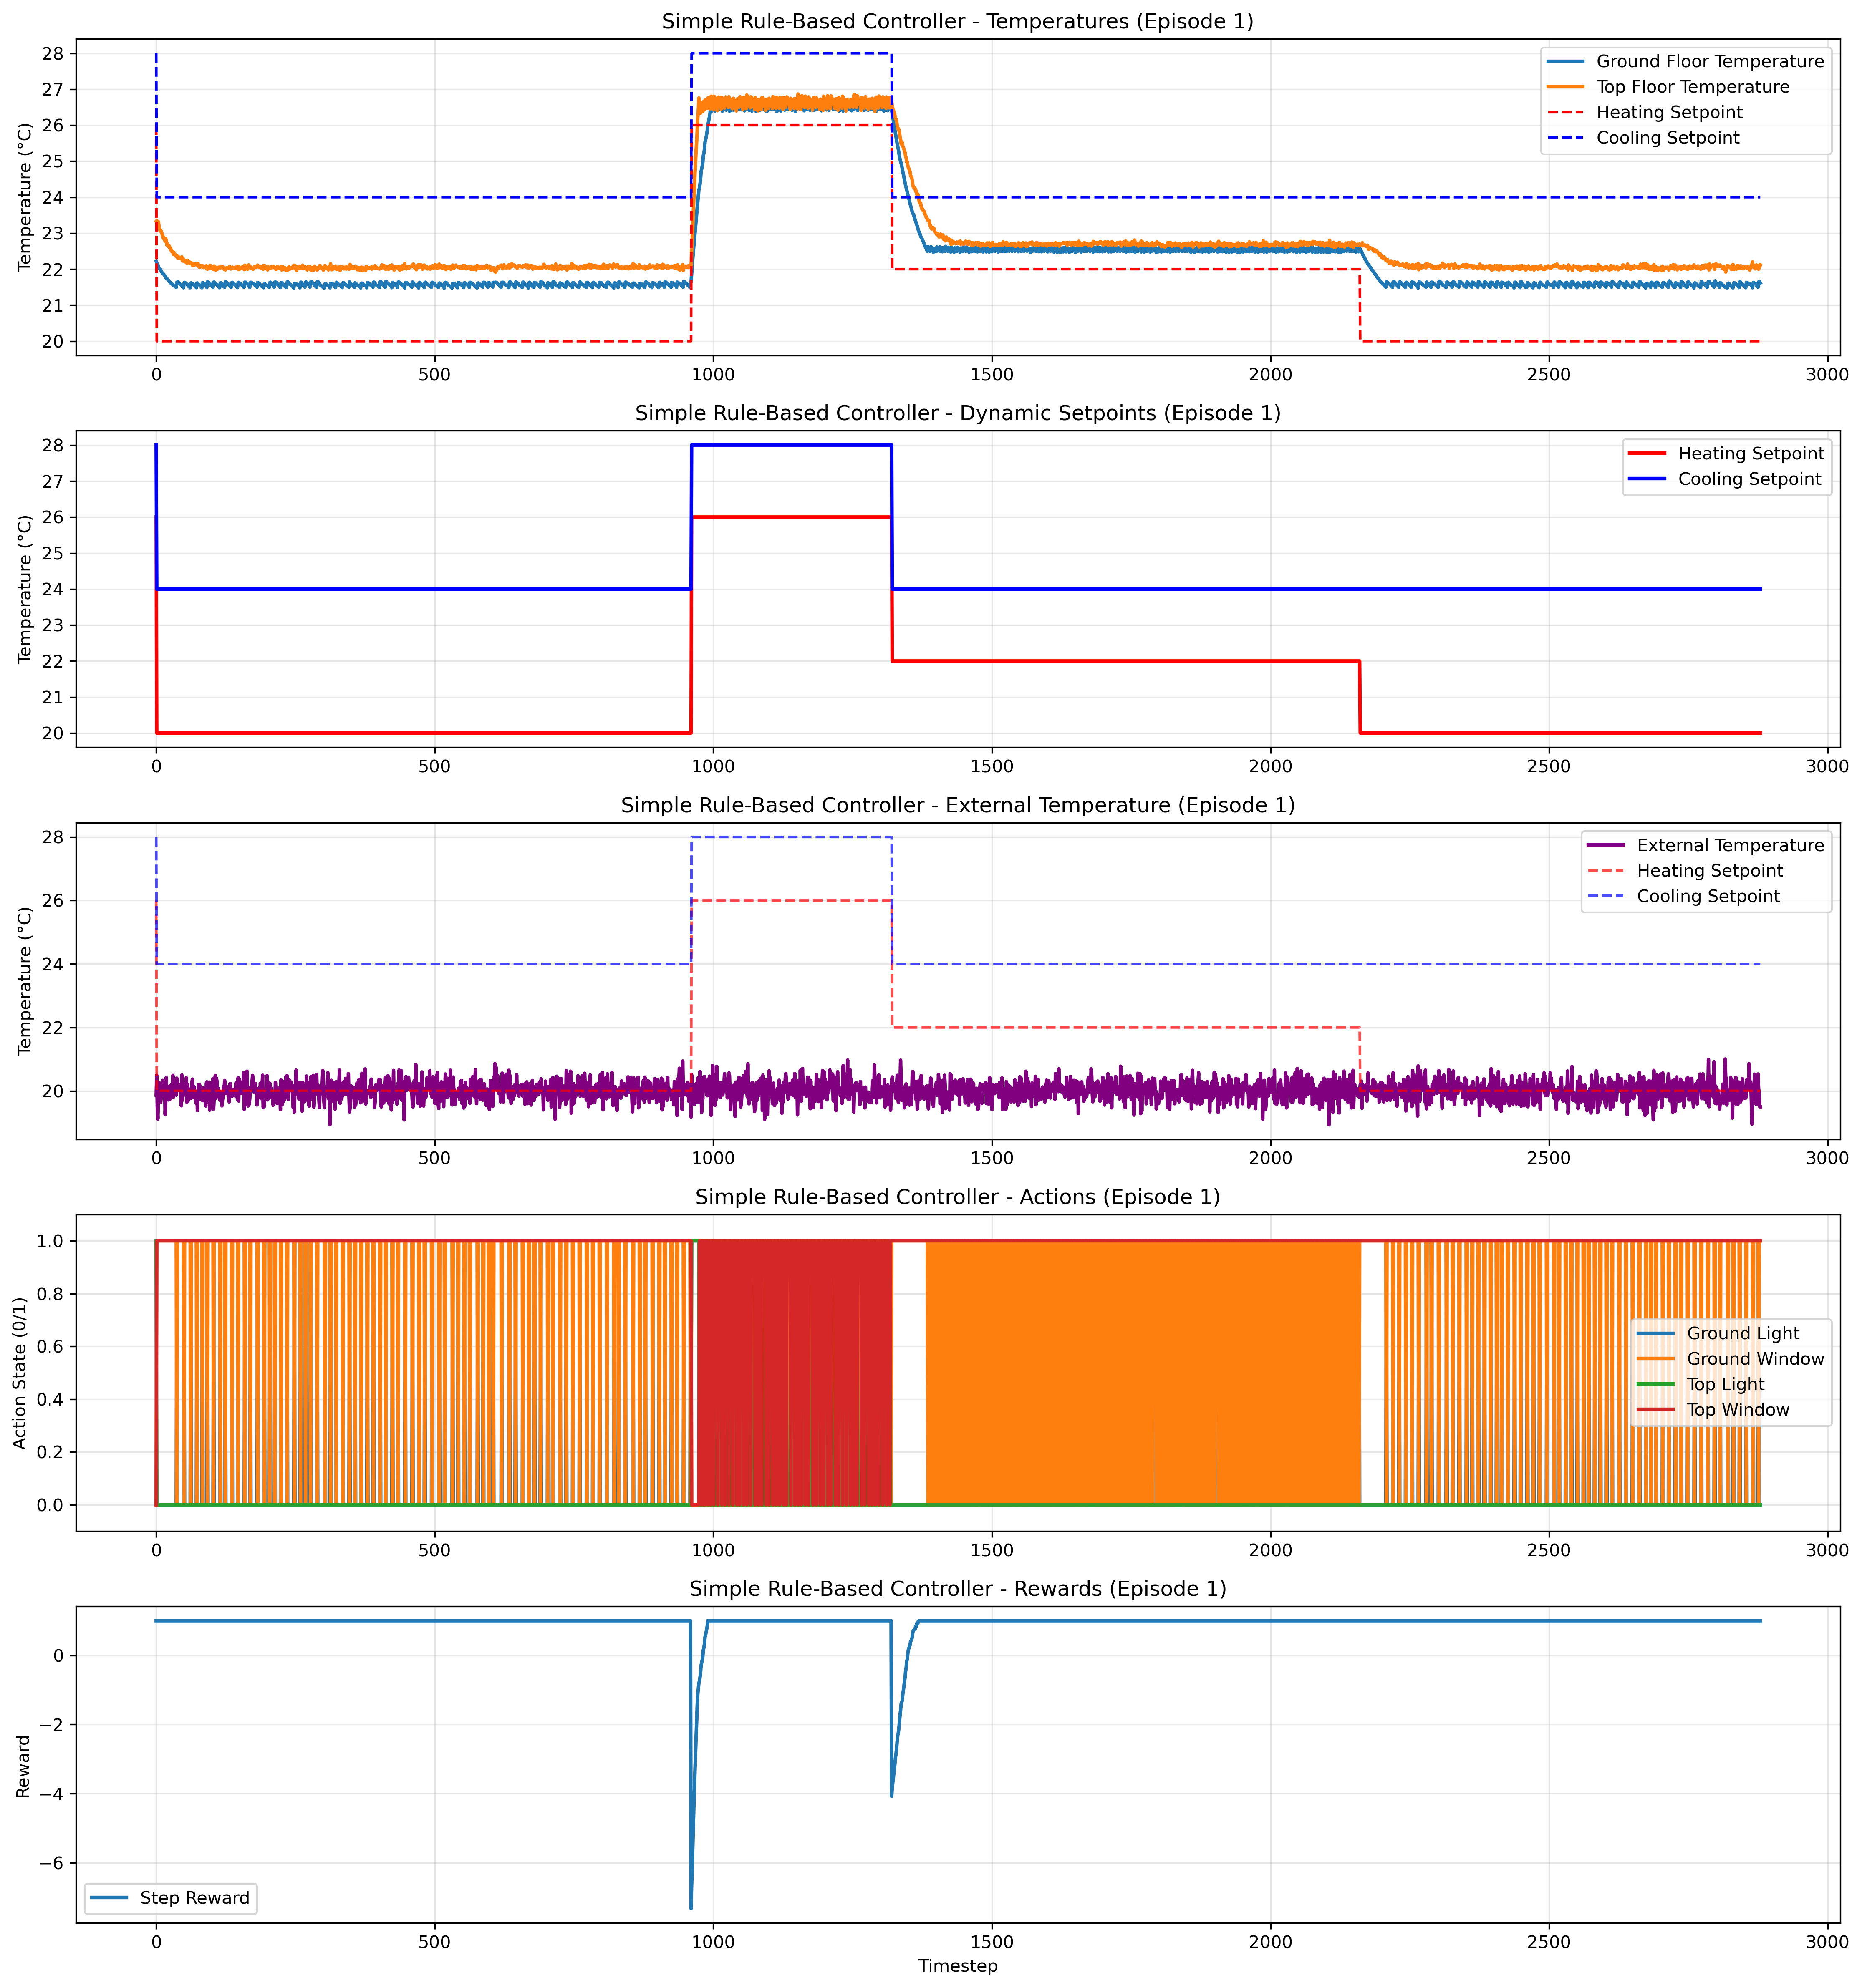 Simple Rule-Based Controller - Temperatures (Episode 1)
Temperature (°C)
28
27
26
25
24
23
22
21
20
Ground Floor Temperature
Top Floor Temperature
Heating Setpoint
Cooling Setpoint
0 500 1000 1500 2000 2500 3000
Simple Rule-Based Controller - Dynamic Setpoints (Episode 1)
Temperature (°C)
28
27
26
25
24
23
22
21
20
Heating Setpoint
Cooling Setpoint
0 500 1000 1500 2000 2500 3000
Simple Rule-Based Controller - External Temperature (Episode 1)
Temperature (°C)
28
26
24
22
20
External Temperature
Heating Setpoint
Cooling Setpoint
0 500 1000 1500 2000 2500 3000
Simple Rule-Based Controller - Actions (Episode 1)
Action State (0/1)
1.0
0.8
0.6
0.4
0.2
0.0
Ground Light
Ground Window
Top Light
Top Window
0 500 1000 1500 2000 2500 3000
Simple Rule-Based Controller - Rewards (Episode 1)
Reward
0
−2
−4
−6
Step Reward
0 500 1000 1500 2000 2500 3000
Timestep